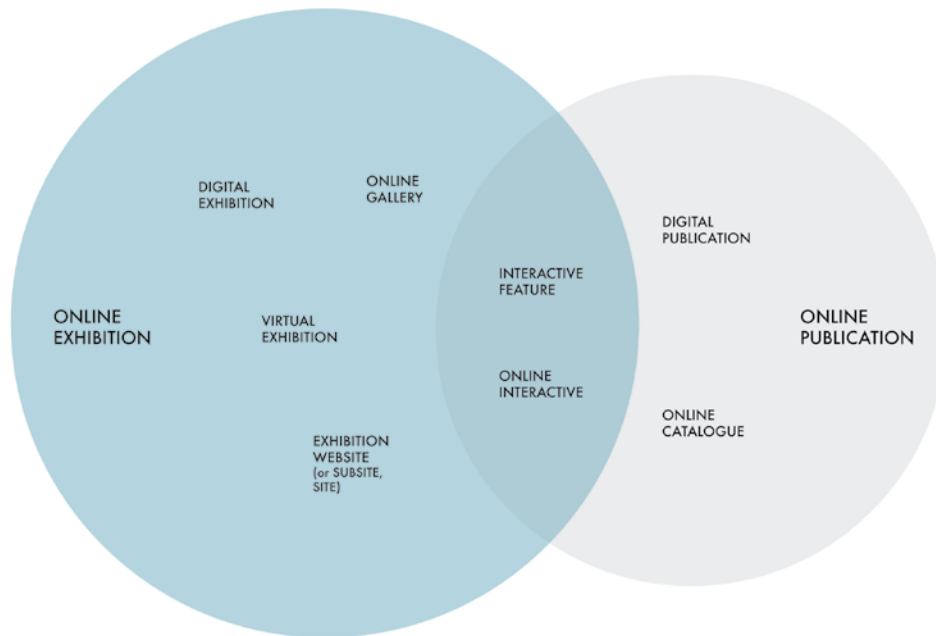 DIGITAL
EXHIBITION
ONLINE
GALLERY
ONLINE
EXHIBITION
VIRTUAL
EXHIBITION
EXHIBITION
WEBSITE
(or SUBSITE,
SITE)
INTERACTIVE
FEATURE
ONLINE
INTERACTIVE
DIGITAL
PUBLICATION
ONLINE
PUBLICATION
ONLINE
CATALOGUE